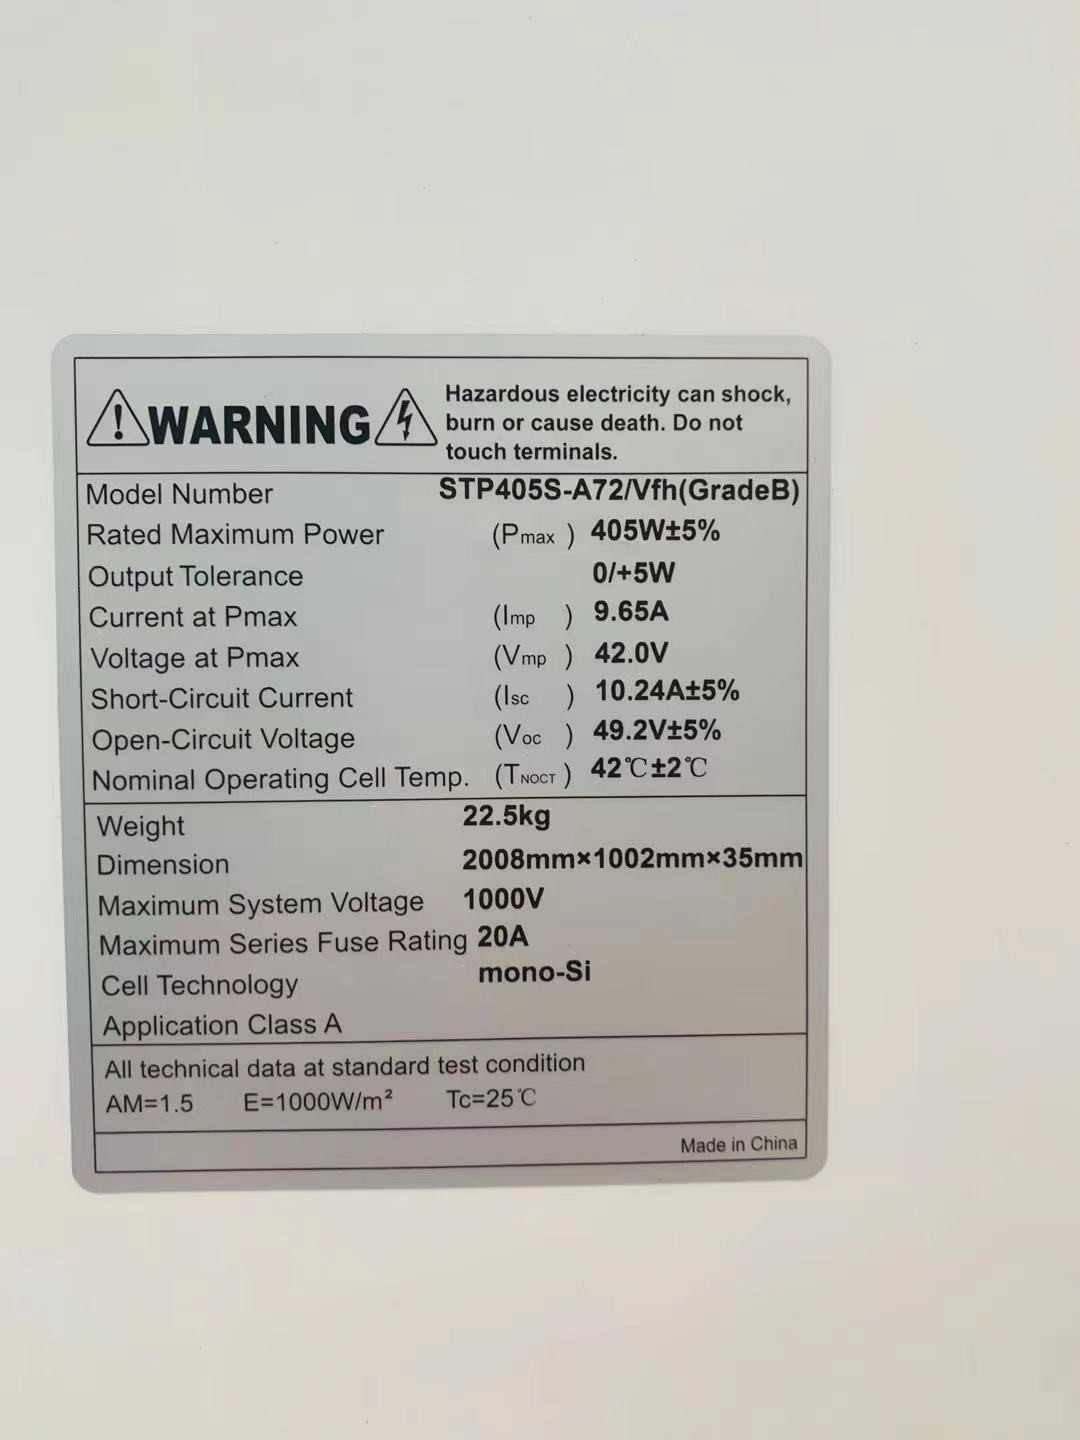 WARNING
Hazardous electricity can shock,
burn or cause death. Do not
touch terminals.
Model Number STP405S-A72/Vfh(GradeB)
Rated Maximum Power (Pmax ) 405W±5%
Output Tolerance 0/+5W
Current at Pmax (Imp ) 9.65A
Voltage at Pmax (Vmp ) 42.0V
Short-Circuit Current (Isc ) 10.24A±5%
Open-Circuit Voltage (Voc ) 49.2V±5%
Nominal Operating Cell Temp. (TNOCT ) 42℃±2℃
Weight 22.5kg
Dimension 2008mm×1002mm×35mm
Maximum System Voltage 1000V
Maximum Series Fuse Rating 20A
Cell Technology mono-Si
Application Class A
All technical data at standard test condition
AM=1.5 E=1000W/m² Tc=25℃
Made in China